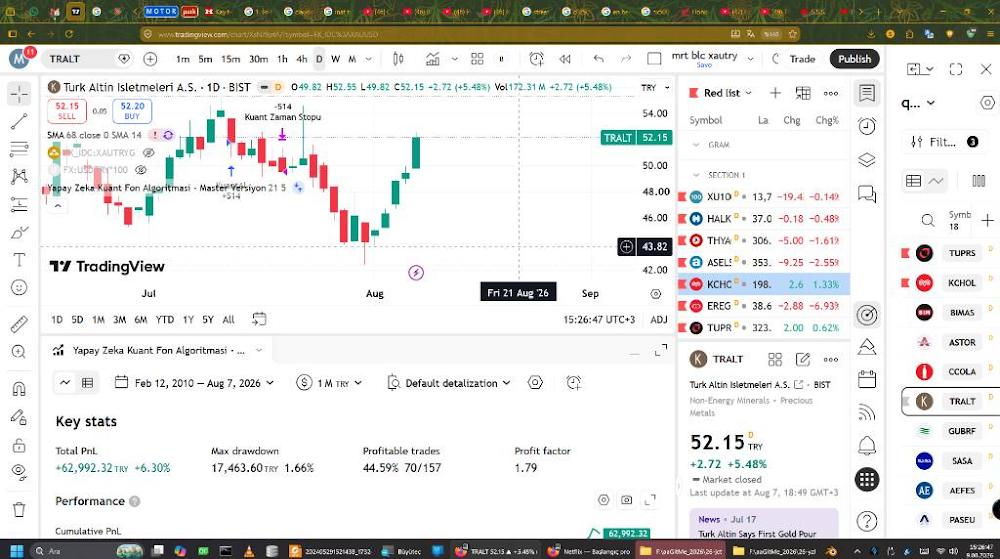 MOTOR
www.tradingview.com/chart/
TRALT
1m 5m 15m 30m 1h 4h D W M
mrt blc xautry
Save
Trade
Publish
Turk Altin Isletmeleri A.S. · 1D · BIST
O49.82 H52.55 L49.82 C52.15 +2.72 (+5.48%) Vol172.31 M +2.72 (+5.48%)
TRY
52.15
SELL
0.05
52.20
BUY
SMA 68 close 0 SMA 14
FX_IDC:XAUTRYG
Yapay Zeka Kuant Fon Algoritmasi - Master Versiyon 21 5
-514
Kuant Zaman Stopu
+514
54.00
TRALT 52.15
50.00
48.00
46.00
43.82
42.00
TradingView
Jul
Aug
Fri 21 Aug '26
Sep
1D 5D 1M 3M 6M YTD 1Y 5Y All
15:26:47 UTC+3
ADJ
Yapay Zeka Kuant Fon Algoritmasi - ...
Feb 12, 2010 — Aug 7, 2026
1 M TRY
Default detalization
Key stats
Total PnL
+62,992.32 TRY +6.30%
Max drawdown
17,463.60 TRY 1.66%
Profitable trades
44.59% 70/157
Profit factor
1.79
Performance
Cumulative PnL
62,992.32
Red list
Symbol La. Chg Chg%
GRAM
SECTION 1
XU10 13,7 -19.4 -0.14%
HALK 37.0 -0.18 -0.48%
THYA 306. -5.00 -1.61%
ASELS 353. -9.25 -2.55%
KCHO 198. 2.6 1.33%
EREG 38.6 -2.88 -6.93%
TUPR 323. 2.00 0.62%
TRALT
Turk Altin Isletmeleri A.S. · BIST
Non-Energy Minerals • Precious
Metals
52.15 D TRY
+2.72 +5.48%
Market closed
Last update at Aug 7, 18:49 GMT+3
News · Jul 17
Turk Altin Says First Gold Pour
q...
Filt... 3
Symb
18
TUPRS
KCHOL
BIMAS
ASTOR
CCOLA
TRALT
GUBRF
SASA
AEFES
PASEU
Ara
Büyüteç
TRALT 52.15 ▲ +5.48%
Netflix — Başlangıç pro
15:26:47